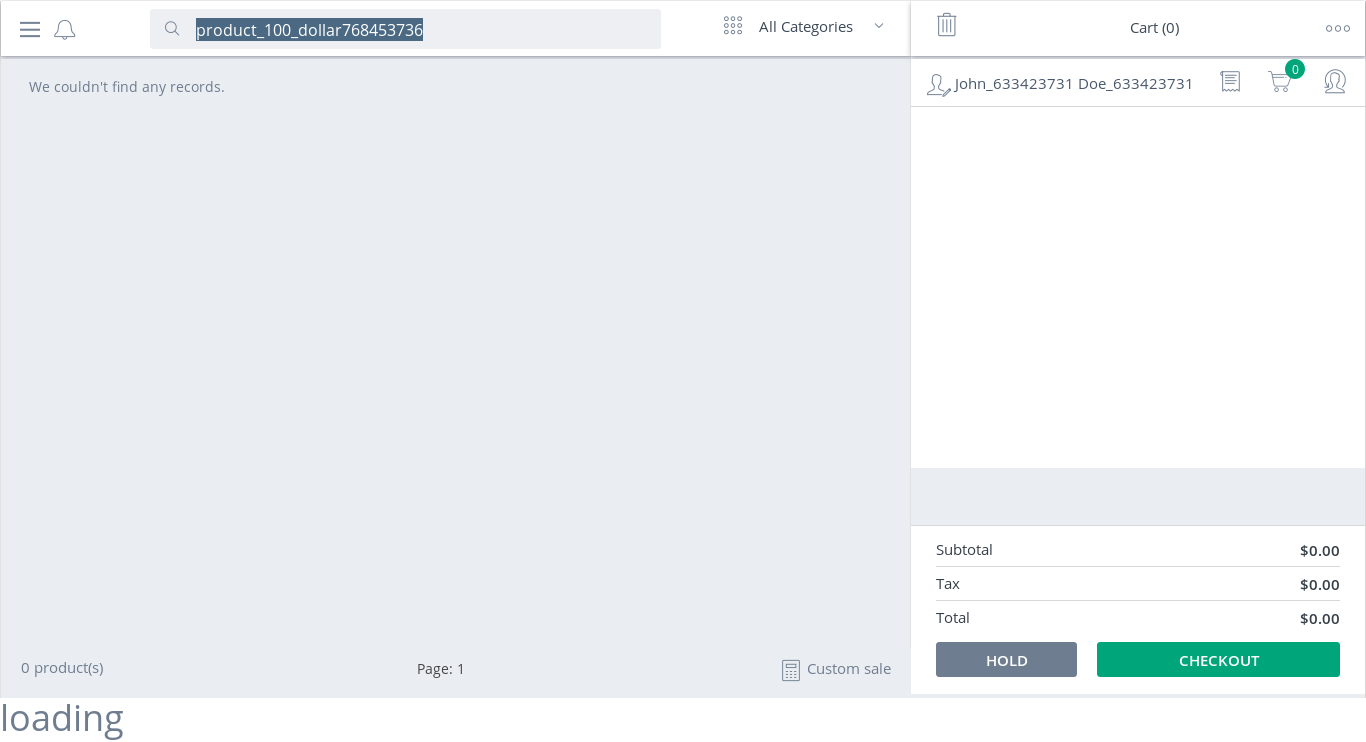 product_100_dollar768453736
All Categories
Cart (0)
We couldn't find any records.
John_633423731 Doe_633423731
0
Subtotal $0.00
Tax $0.00
Total $0.00
HOLD CHECKOUT
0 product(s)
Page: 1
Custom sale
loading